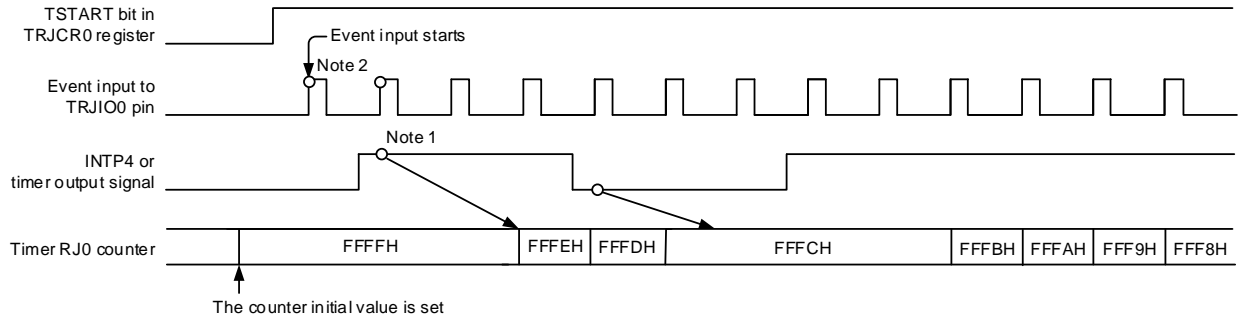 TSTART bit in
TRJCR0 register
Event input starts
Note 2
Event input to
TRJIO0 pin
Note 1
INTP4 or
timer output signal
Timer RJ0 counter
FFFFH
FFFEH
FFFDH
FFFCH
FFFBH
FFFAH
FFF9H
FFF8H
The counter initial value is set